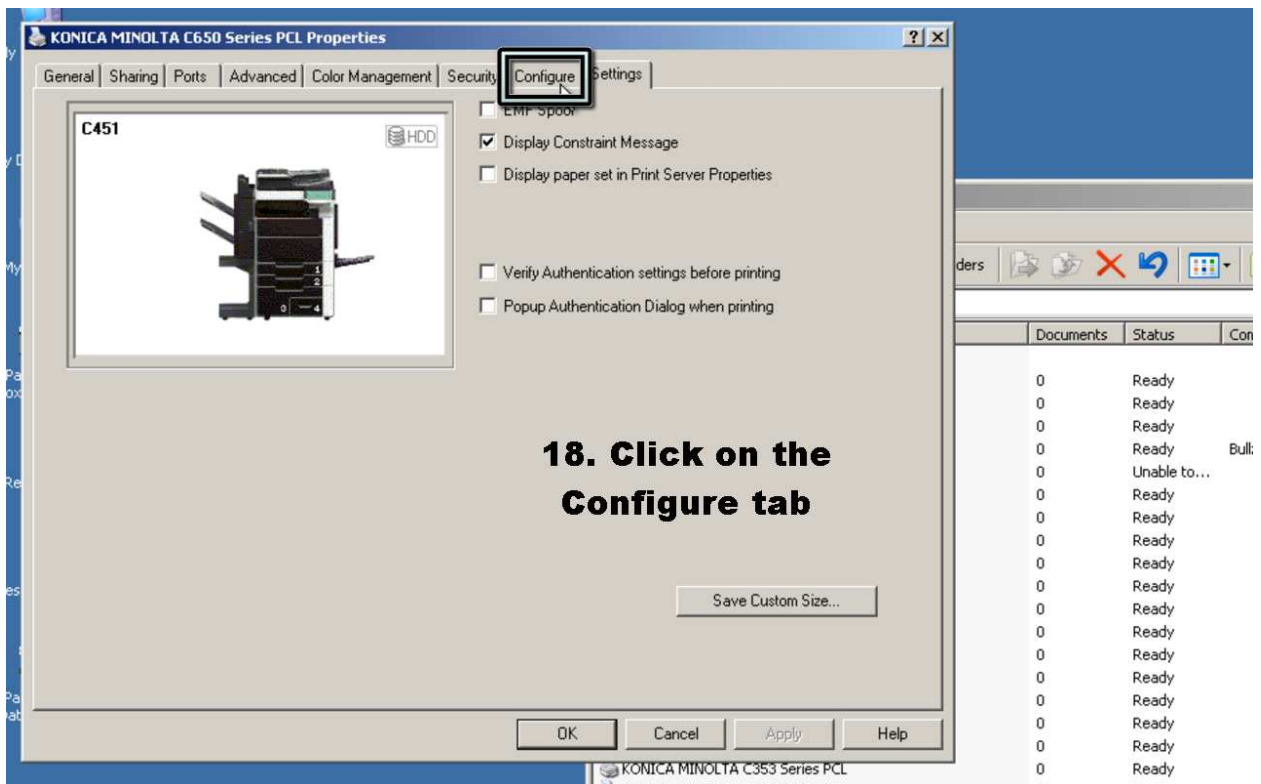 KONICA MINOLTA C650 Series PCL Properties
General Sharing Ports Advanced Color Management Security Configure Settings
C451
HDD
EMF Spool
Display Constraint Message
Display paper set in Print Server Properties
Verify Authentication settings before printing
Popup Authentication Dialog when printing
18. Click on the
Configure tab
Save Custom Size...
OK Cancel Apply Help
ders
Documents Status
0 Ready
0 Ready
0 Ready
0 Ready
0 Unable to...
0 Ready
0 Ready
0 Ready
0 Ready
0 Ready
0 Ready
0 Ready
0 Ready
0 Ready
0 Ready
0 Ready
0 Ready
KONICA MINOLTA C353 Series PCL 0 Ready